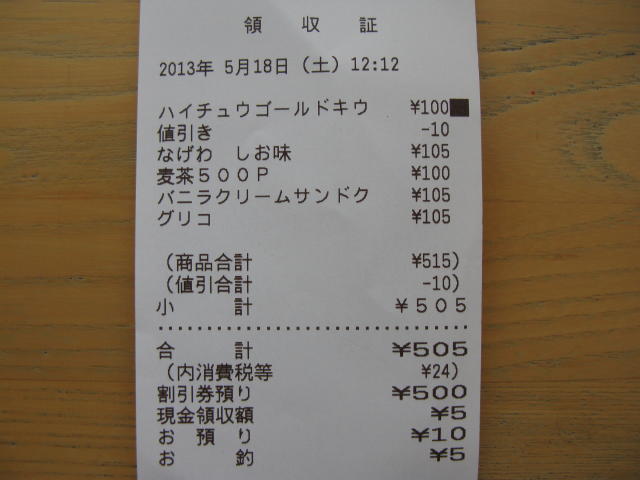 領 収 証
2013年 5月18日 (土) 12:12
ハイチュウゴールドキウ ¥100
値引き -10
なげわ しお味 ¥105
麦茶500P ¥100
バニラクリームサンドク ¥105
グリコ ¥105
(商品合計 ¥515)
(値引合計 -10)
小 計 ¥505
合 計 ¥505
(内消費税等 ¥24)
割引券預り ¥500
現金領収額 ¥5
お 預 り ¥10
お 釣 ¥5